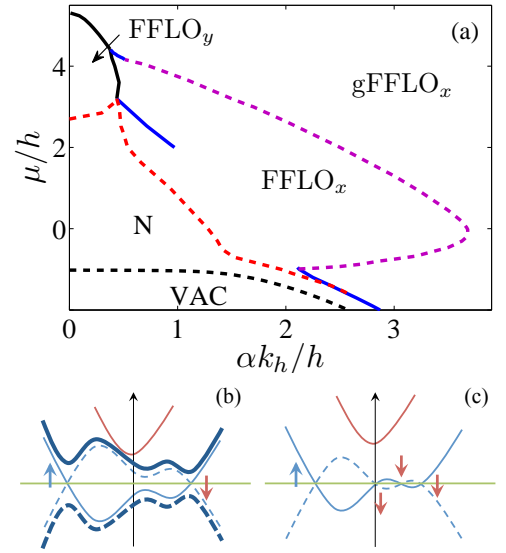 FFLO_y
(a)
4
gFFLO_x
μ/h
2
FFLO_x
N
0
VAC
0 1 2 3
αk_h/h
(b) (c)